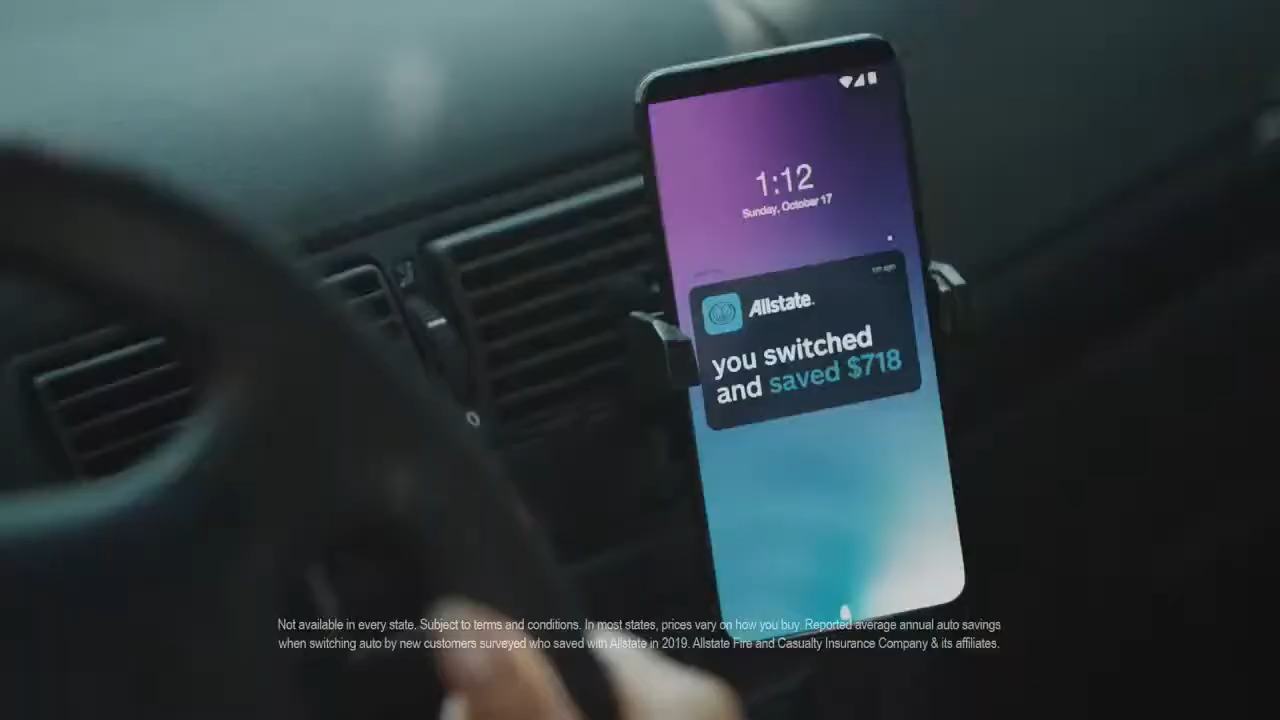 1:12
Sunday, October 17
1m ago
Allstate.
you switched
and saved $718
Not available in every state. Subject to terms and conditions. In most states, prices vary on how you buy. Reported average annual auto savings
when switching auto by new customers surveyed who saved with Allstate in 2019. Allstate Fire and Casualty Insurance Company & its affiliates.